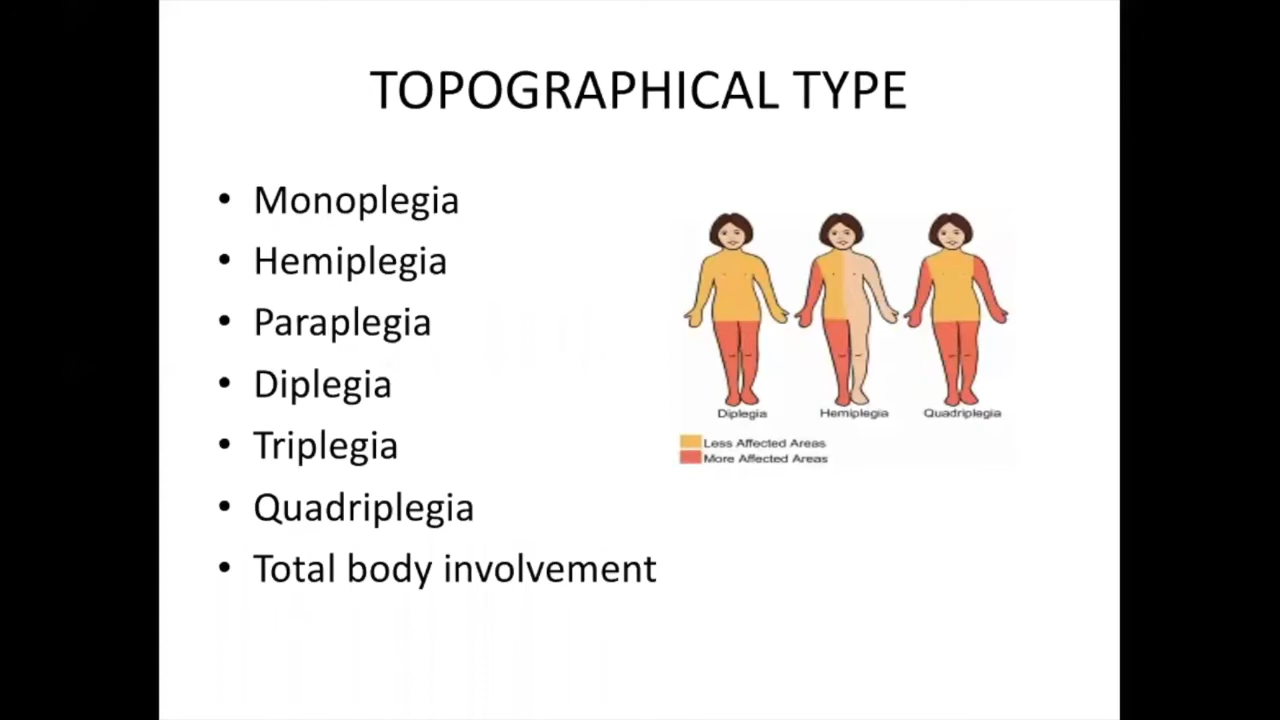 TOPOGRAPHICAL TYPE
• Monoplegia
• Hemiplegia
• Paraplegia
• Diplegia
• Triplegia
• Quadriplegia
• Total body involvement
Diplegia Hemiplegia Quadriplegia
Less Affected Areas
More Affected Areas